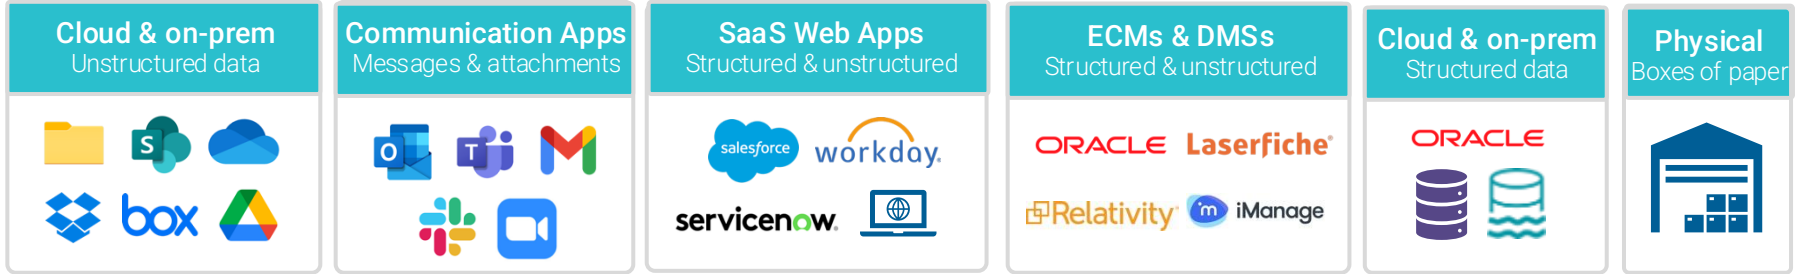 Cloud & on-prem
Unstructured data
S
box
Communication Apps
Messages & attachments
O
T
SaaS Web Apps
Structured & unstructured
salesforce
workday.
servicenow.
ECMs & DMSs
Structured & unstructured
ORACLE
Laserfiche®
Relativity
m
iManage
Cloud & on-prem
Structured data
ORACLE
Physical
Boxes of paper